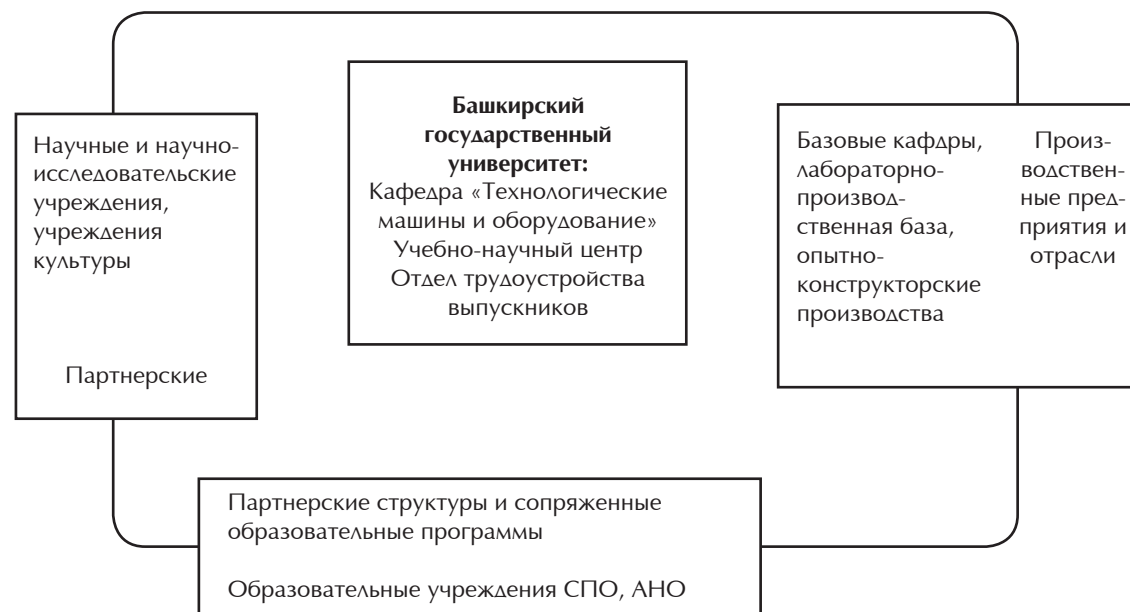 Научные и научно-
исследовательские
учреждения,
учреждения
культуры
Партнерские
Башкирский
государственный
университет:
Кафедра «Технологические
машины и оборудование»
Учебно-научный центр
Отдел трудоустройства
выпускников
Базовые кафдры,
лабораторно-
производ-
ственная база,
опытно-
конструкторские
производства
Произ-
водствен-
ные пред-
приятия и
отрасли
Партнерские структуры и сопряженные
образовательные программы
Образовательные учреждения СПО, АНО